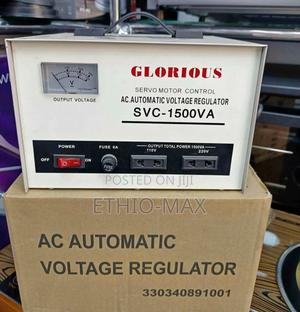 GLORIOUS
SERVO MOTOR CONTROL
AC.AUTOMATIC VOLTAGE REGULATOR
SVC-1500VA
OUTPUT VOLTAGE
V
POWER
OFF
ON
FUSE 8A
OUTPUT TOTAL POWER 1500VA
110V
220V
POSTED ON JIJI
ETHIO-MAX
AC AUTOMATIC
VOLTAGE REGULATOR
330340891001